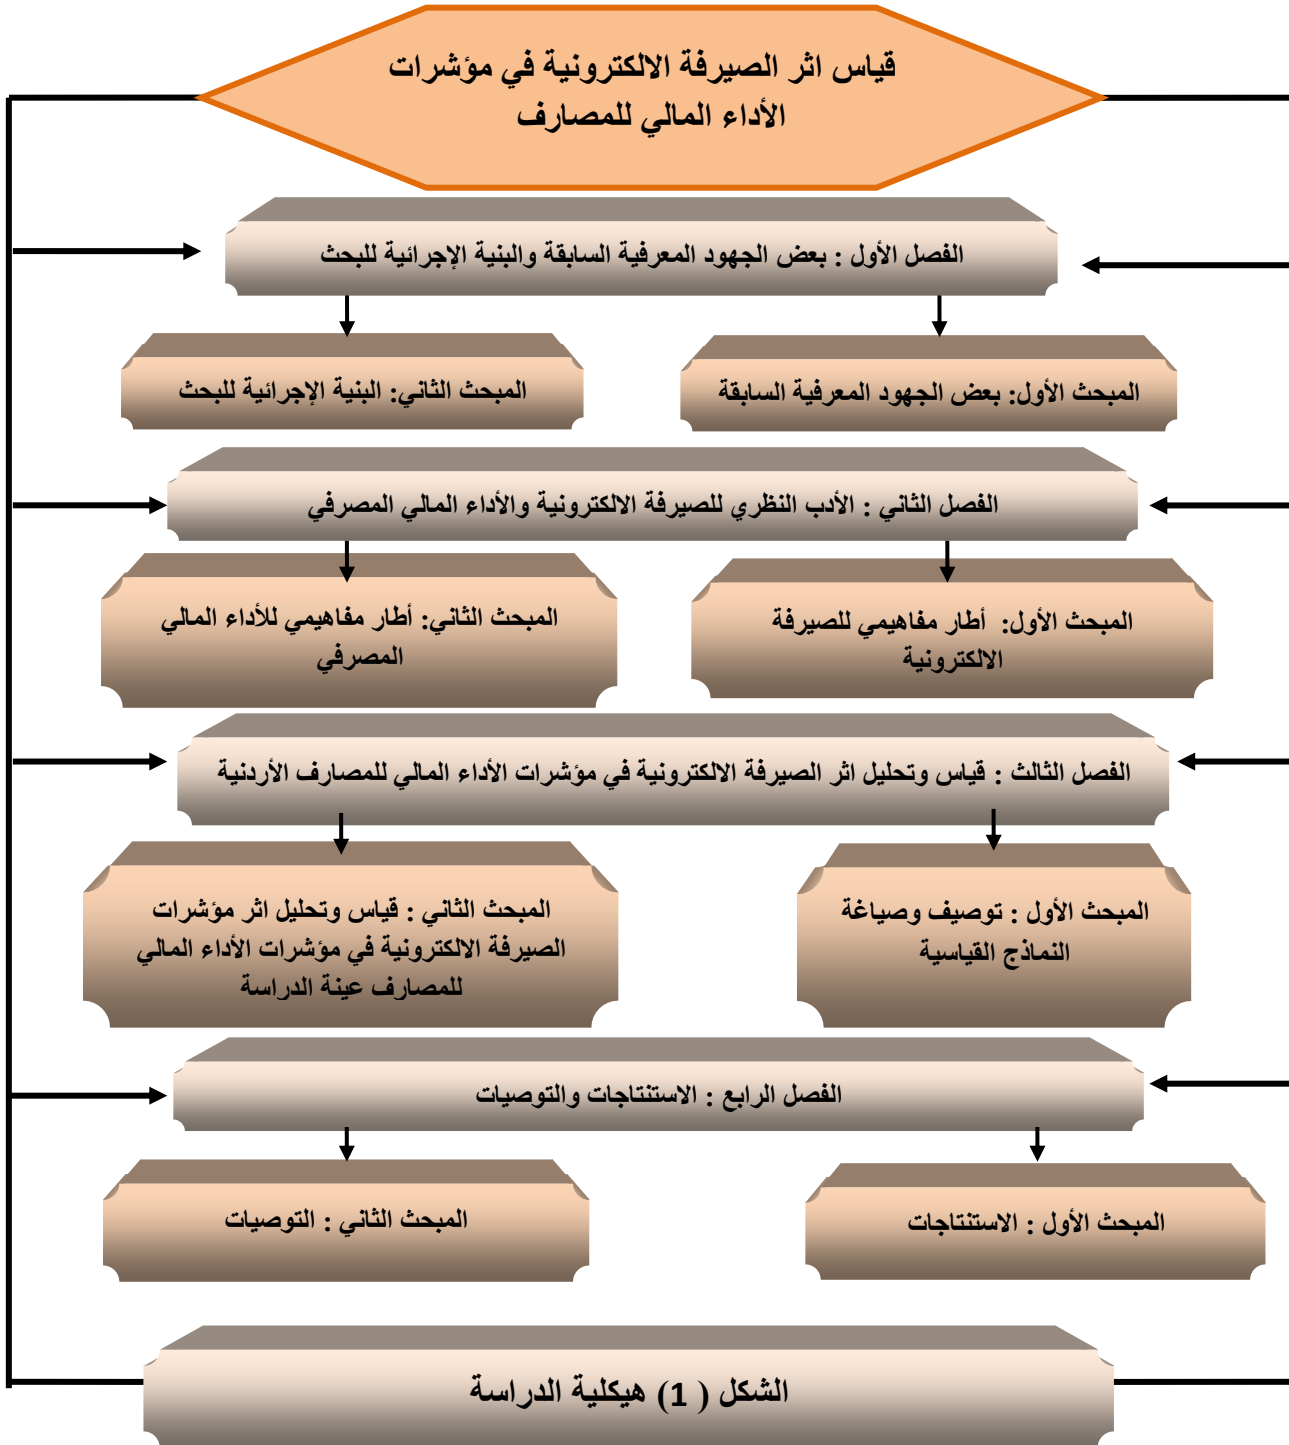 قياس اثر الصيرفة الالكترونية في مؤشرات
الأداء المالي للمصارف
الفصل الأول : بعض الجهود المعرفية السابقة والبنية الإجرائية للبحث
المبحث الأول: بعض الجهود المعرفية السابقة
المبحث الثاني: البنية الإجرائية للبحث
الفصل الثاني : الأدب النظري للصيرفة الالكترونية والأداء المالي المصرفي
المبحث الأول: أطار مفاهيمي للصيرفة
الالكترونية
المبحث الثاني: أطار مفاهيمي للأداء المالي
المصرفي
الفصل الثالث : قياس وتحليل اثر الصيرفة الالكترونية في مؤشرات الأداء المالي للمصارف الأردنية
المبحث الأول : توصيف وصياغة
النماذج القياسية
المبحث الثاني : قياس وتحليل اثر مؤشرات
الصيرفة الالكترونية في مؤشرات الأداء المالي
للمصارف عينة الدراسة
الفصل الرابع : الاستنتاجات والتوصيات
المبحث الأول : الاستنتاجات
المبحث الثاني : التوصيات
الشكل ( 1) هيكلية الدراسة